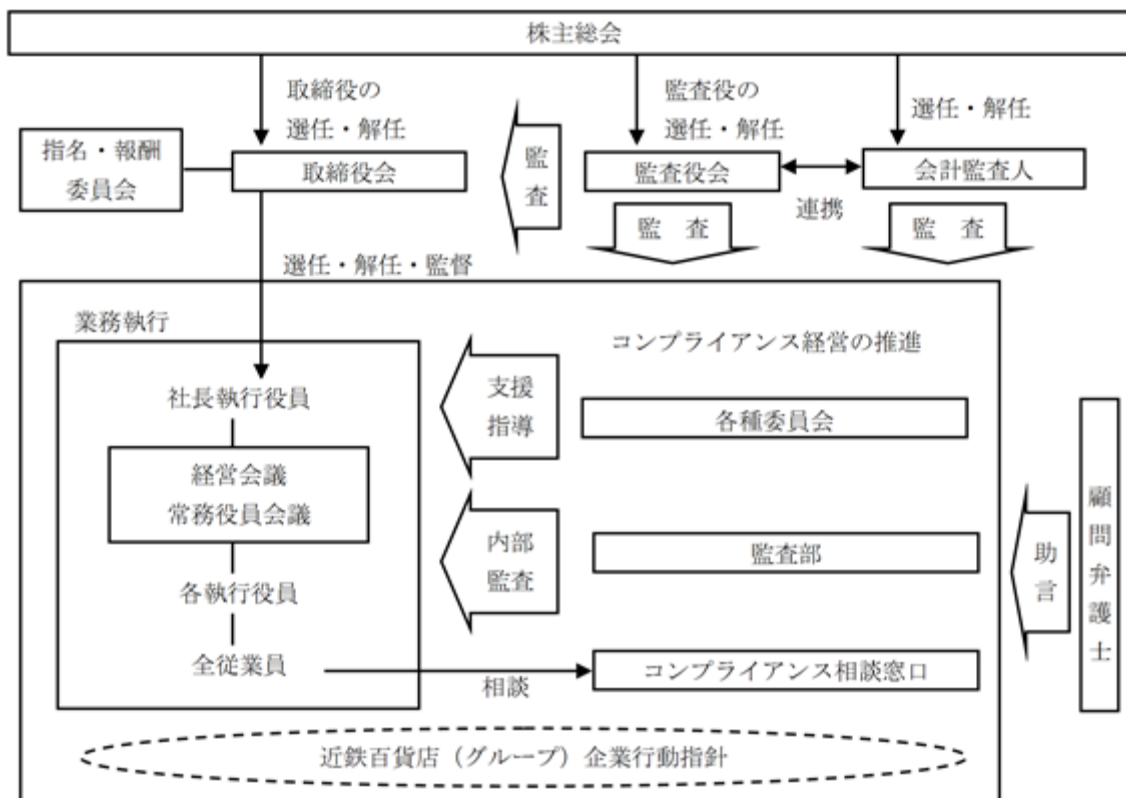 株主総会
取締役の
選任・解任
監査役の
選任・解任
選任・解任
指名・報酬
委員会
取締役会
監査
監査役会
連携
会計監査人
監 査
監 査
選任・解任・監督
業務執行
コンプライアンス経営の推進
社長執行役員
支援
指導
各種委員会
経営会議
常務役員会議
内部
監査
監査部
顧問弁護士
助言
各執行役員
全従業員
相談
コンプライアンス相談窓口
近鉄百貨店（グループ）企業行動指針